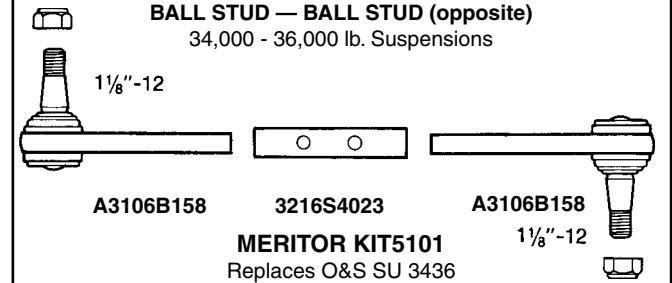 BALL STUD — BALL STUD (opposite)
34,000 - 36,000 lb. Suspensions
1⅛"-12
A3106B158 3216S4023 A3106B158
1⅛"-12
MERITOR KIT5101
Replaces O&S SU 3436